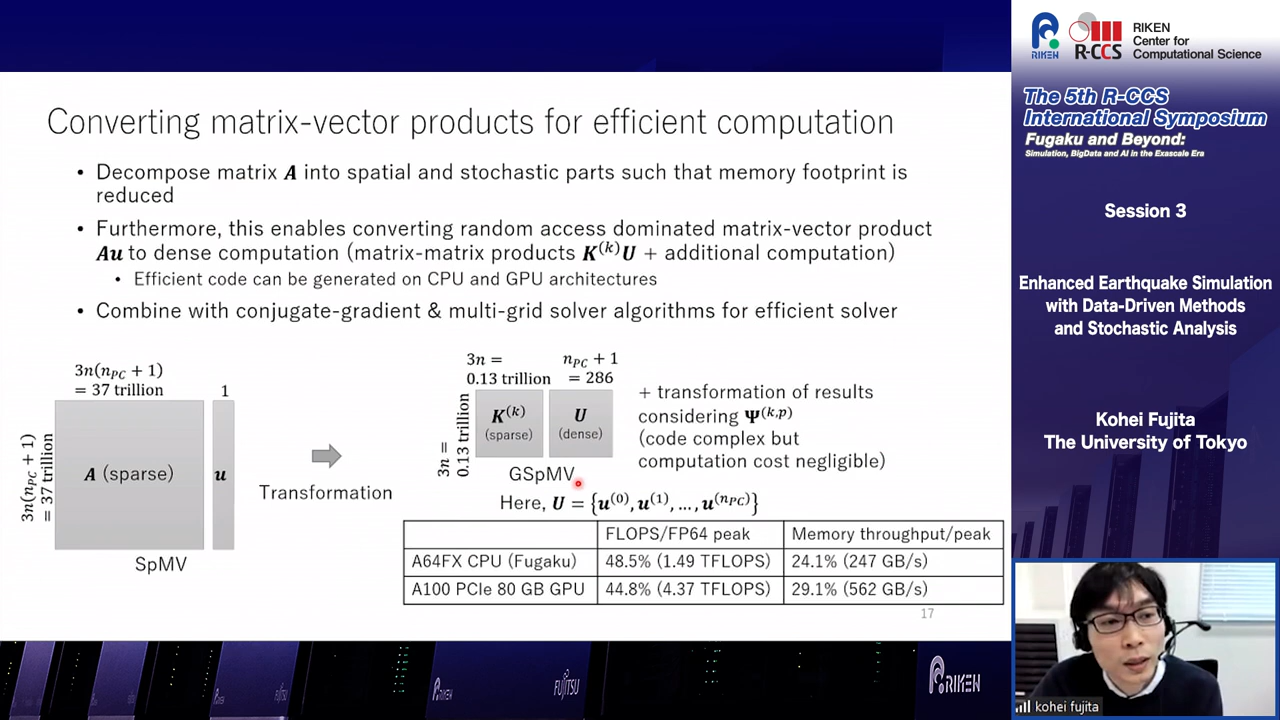 Converting matrix-vector products for efficient computation
• Decompose matrix A into spatial and stochastic parts such that memory footprint is
reduced
• Furthermore, this enables converting random access dominated matrix-vector product
Au to dense computation (matrix-matrix products K⁽ᵏ⁾U + additional computation)
• Efficient code can be generated on CPU and GPU architectures
• Combine with conjugate-gradient & multi-grid solver algorithms for efficient solver
3n(n_PC + 1)
= 37 trillion
1
3n(n_PC + 1)
= 37 trillion
A (sparse)
u
SpMV
Transformation
3n =
0.13 trillion
n_PC + 1
= 286
3n =
0.13 trillion
K⁽ᵏ⁾
(sparse)
U
(dense)
GSpMV
+ transformation of results
considering Ψ^(k,p)
(code complex but
computation cost negligible)
Here, U = {u^(0), u^(1), ..., u^(n_PC)}
FLOPS/FP64 peak Memory throughput/peak
A64FX CPU (Fugaku) 48.5% (1.49 TFLOPS) 24.1% (247 GB/s)
A100 PCIe 80 GB GPU 44.8% (4.37 TFLOPS) 29.1% (562 GB/s)
17
RIKEN
FUJITSU
RIKEN
RIKEN
RIKEN
R-CCS
RIKEN
Center for
Computational Science
The 5th R-CCS
International Symposium
Fugaku and Beyond:
Simulation, BigData and AI in the Exascale Era
Session 3
Enhanced Earthquake Simulation
with Data-Driven Methods
and Stochastic Analysis
Kohei Fujita
The University of Tokyo
kohei fujita